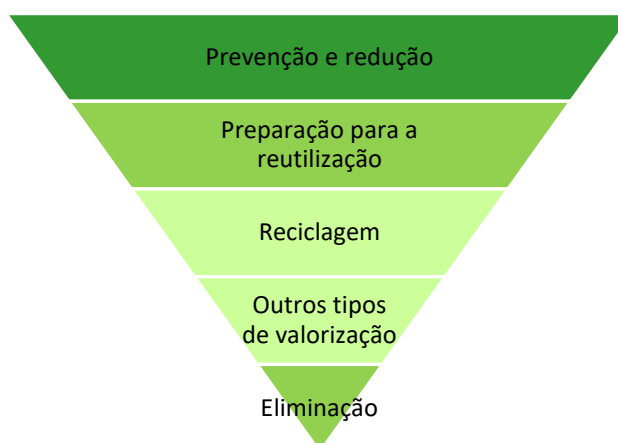 Prevenção e redução
Preparação para a
reutilização
Reciclagem
Outros tipos
de valorização
Eliminação